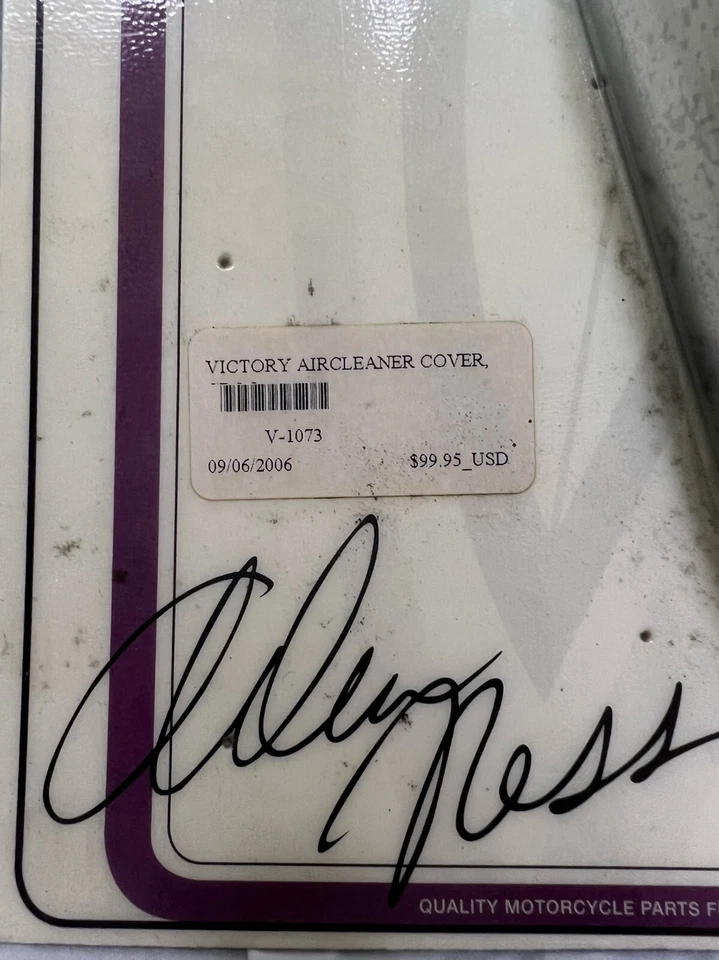 VICTORY AIRCLEANER COVER,
V-1073
09/06/2006 $99.95_USD
Arlen Ness
QUALITY MOTORCYCLE PARTS